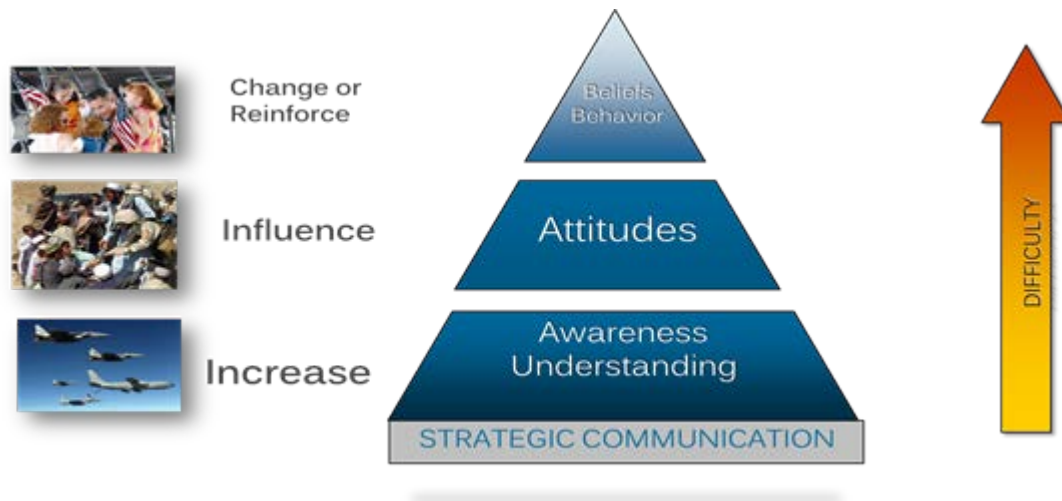 Change or
Reinforce
Beliefs
Behavior
Influence
Attitudes
Increase
Awareness
Understanding
STRATEGIC COMMUNICATION
DIFFICULTY